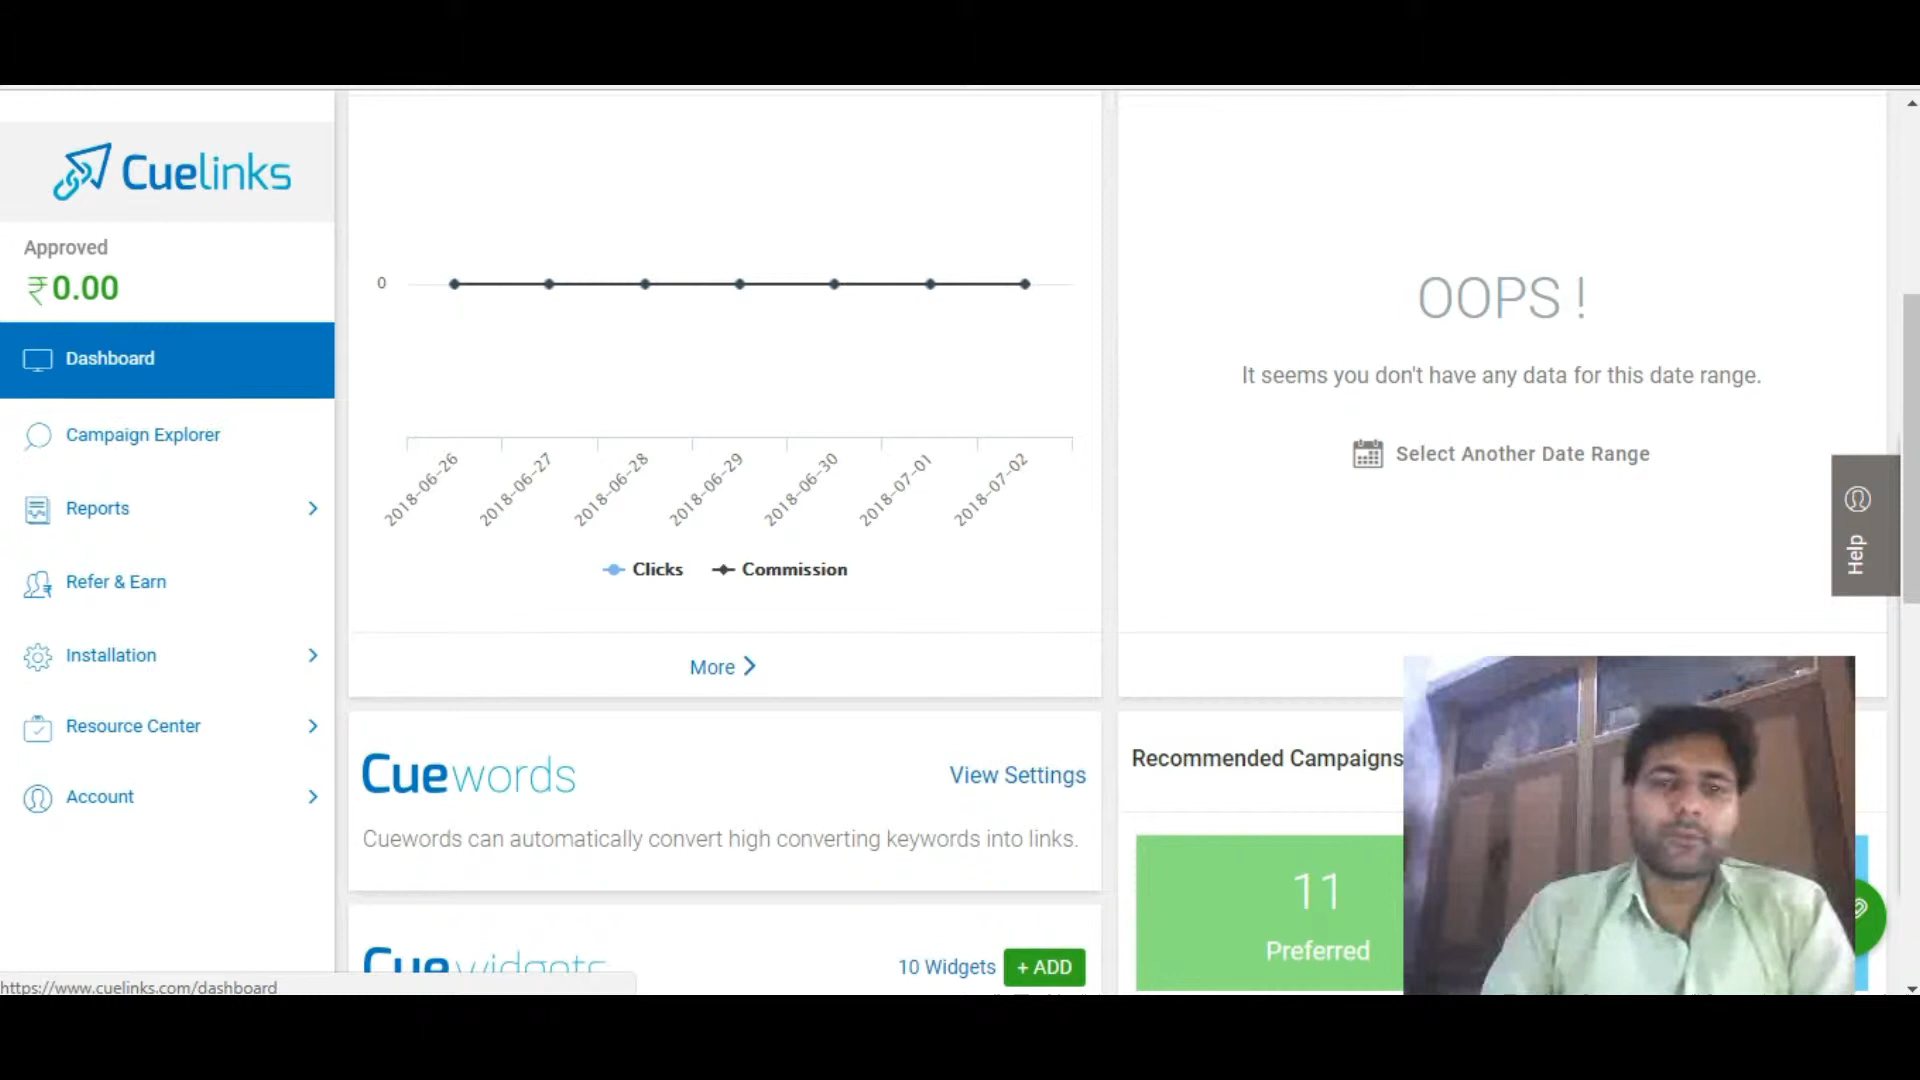 Cuelinks
Approved
₹0.00
Dashboard
Campaign Explorer
Reports
Refer & Earn
Installation
Resource Center
Account
0
2018-06-26
2018-06-27
2018-06-28
2018-06-29
2018-06-30
2018-07-01
2018-07-02
Clicks
Commission
More
OOPS !
It seems you don't have any data for this date range.
Select Another Date Range
Help
Cuewords
View Settings
Cuewords can automatically convert high converting keywords into links.
Recommended Campaigns
11
Preferred
Cuewidgets
10 Widgets
+ ADD
https://www.cuelinks.com/dashboard